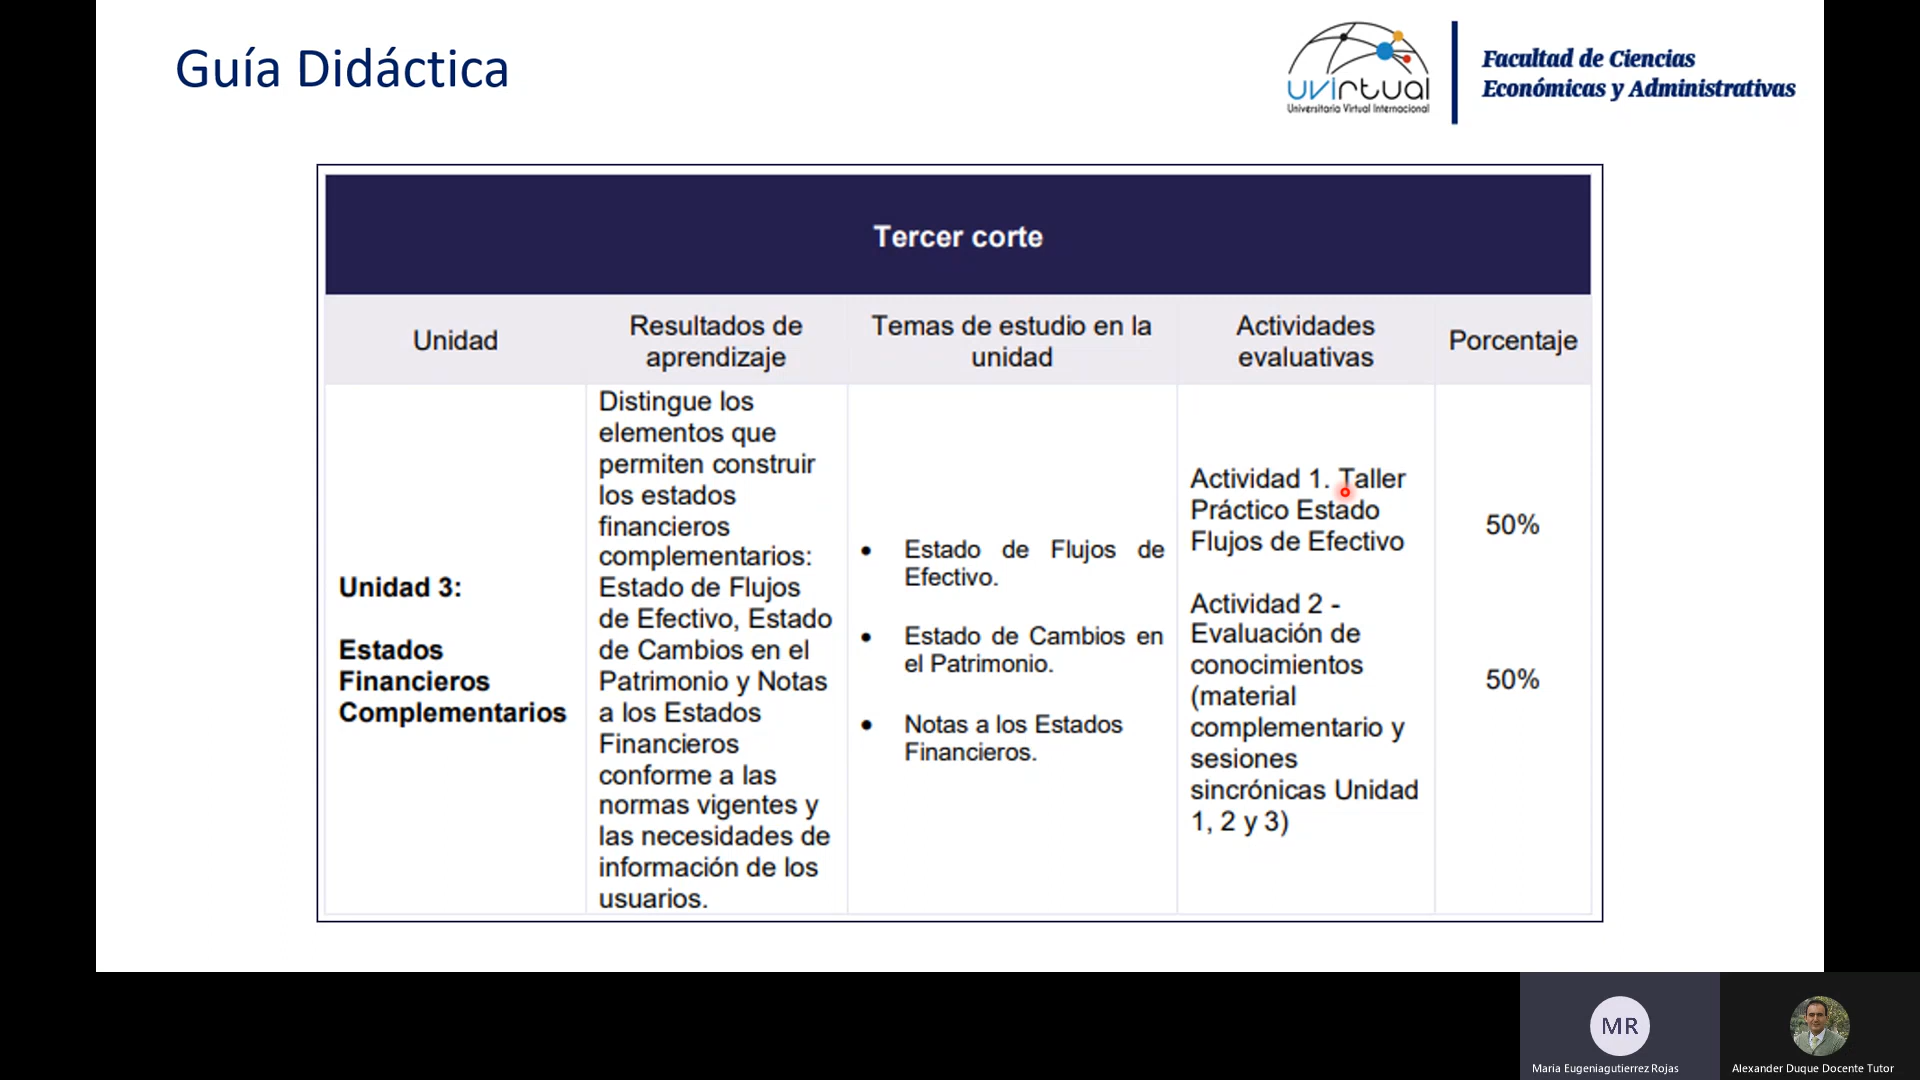 Guía Didáctica
uvirtual
Universitaria Virtual Internacional
Facultad de Ciencias
Económicas y Administrativas
Tercer corte
Unidad
Resultados de
aprendizaje
Temas de estudio en la
unidad
Actividades
evaluativas
Porcentaje
Unidad 3:
Estados
Financieros
Complementarios
Distingue los
elementos que
permiten construir
los estados
financieros
complementarios:
Estado de Flujos
de Efectivo, Estado
de Cambios en el
Patrimonio y Notas
a los Estados
Financieros
conforme a las
normas vigentes y
las necesidades de
información de los
usuarios.
• Estado de Flujos de
Efectivo.
• Estado de Cambios en
el Patrimonio.
• Notas a los Estados
Financieros.
Actividad 1. Taller
Práctico Estado
Flujos de Efectivo
Actividad 2 -
Evaluación de
conocimientos
(material
complementario y
sesiones
sincrónicas Unidad
1, 2 y 3)
50%
50%
MR
Maria Eugeniagutierrez Rojas
Alexander Duque Docente Tutor